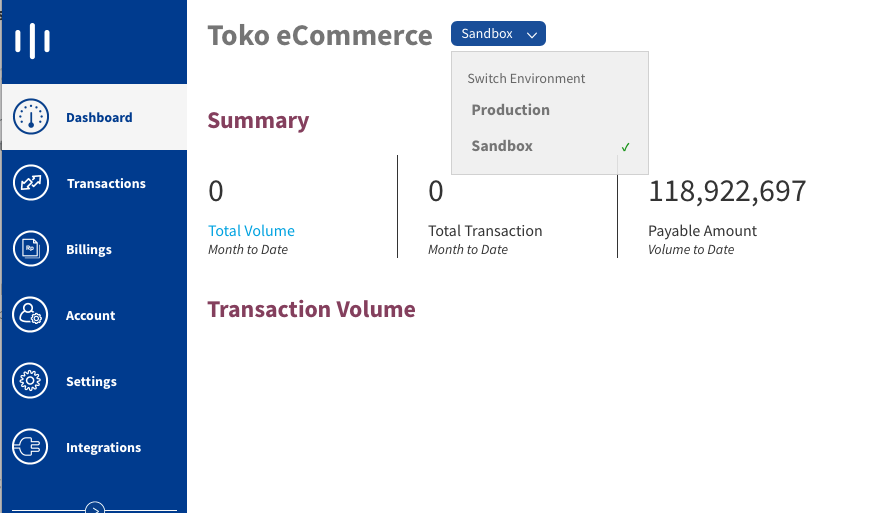 Toko eCommerce
Sandbox
Switch Environment
Production
Sandbox
Dashboard
Transactions
Billings
Rp
Account
Settings
Integrations
Summary
0
Total Volume
Month to Date
0
Total Transaction
Month to Date
118,922,697
Payable Amount
Volume to Date
Transaction Volume